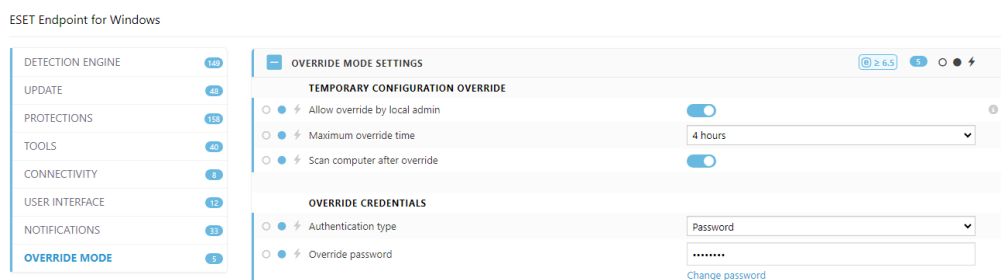 ESET Endpoint for Windows
DETECTION ENGINE 149
UPDATE 48
PROTECTIONS 158
TOOLS 40
CONNECTIVITY 8
USER INTERFACE 12
NOTIFICATIONS 33
OVERRIDE MODE 5
OVERRIDE MODE SETTINGS ≥ 6.5 5
TEMPORARY CONFIGURATION OVERRIDE
Allow override by local admin
Maximum override time 4 hours
Scan computer after override
OVERRIDE CREDENTIALS
Authentication type Password
Override password ••••••••
Change password